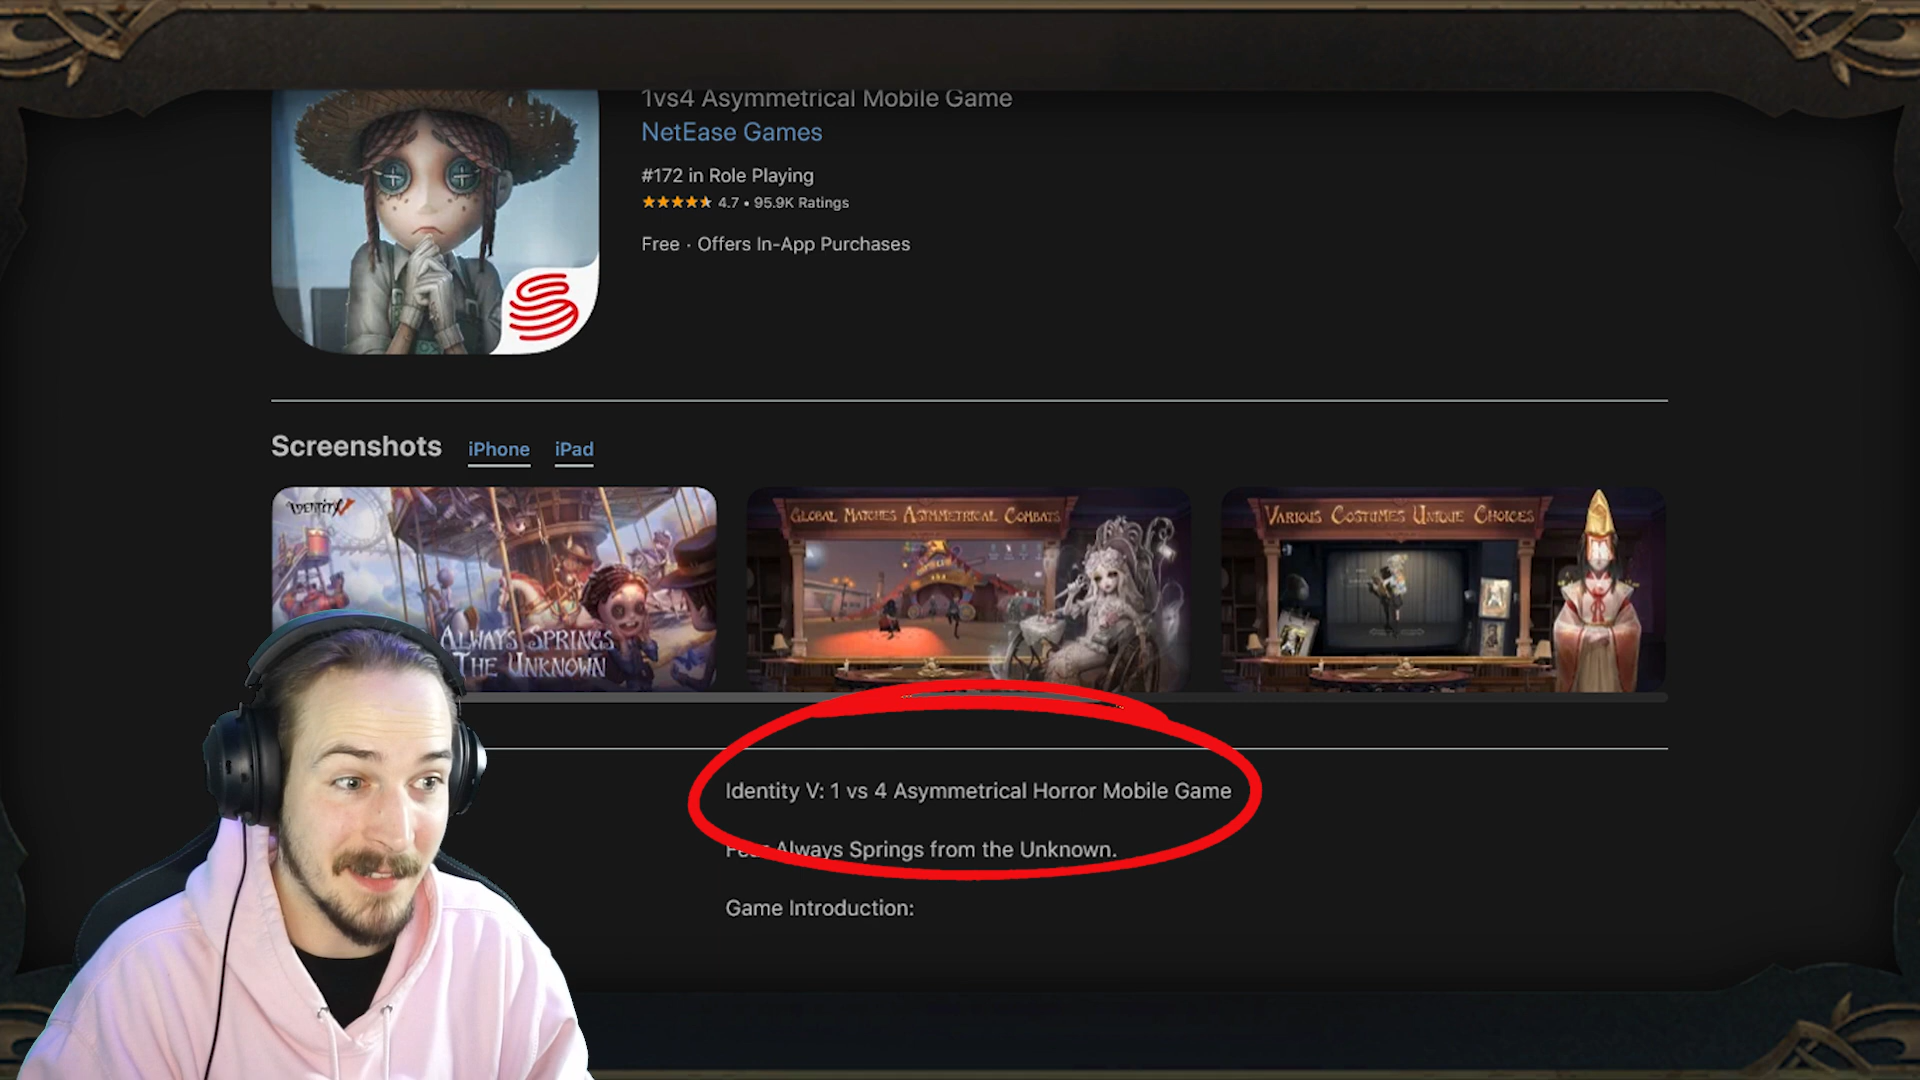 1vs4 Asymmetrical Mobile Game
NetEase Games
#172 in Role Playing
4.7 • 95.9K Ratings
Free · Offers In-App Purchases
Screenshots iPhone iPad
IDENTITY V
ALWAYS SPRINGS
THE UNKNOWN
GLOBAL MATCHES ASYMMETRICAL COMBATS
VARIOUS COSTUMES UNIQUE CHOICES
Identity V: 1 vs 4 Asymmetrical Horror Mobile Game
Fear Always Springs from the Unknown.
Game Introduction: